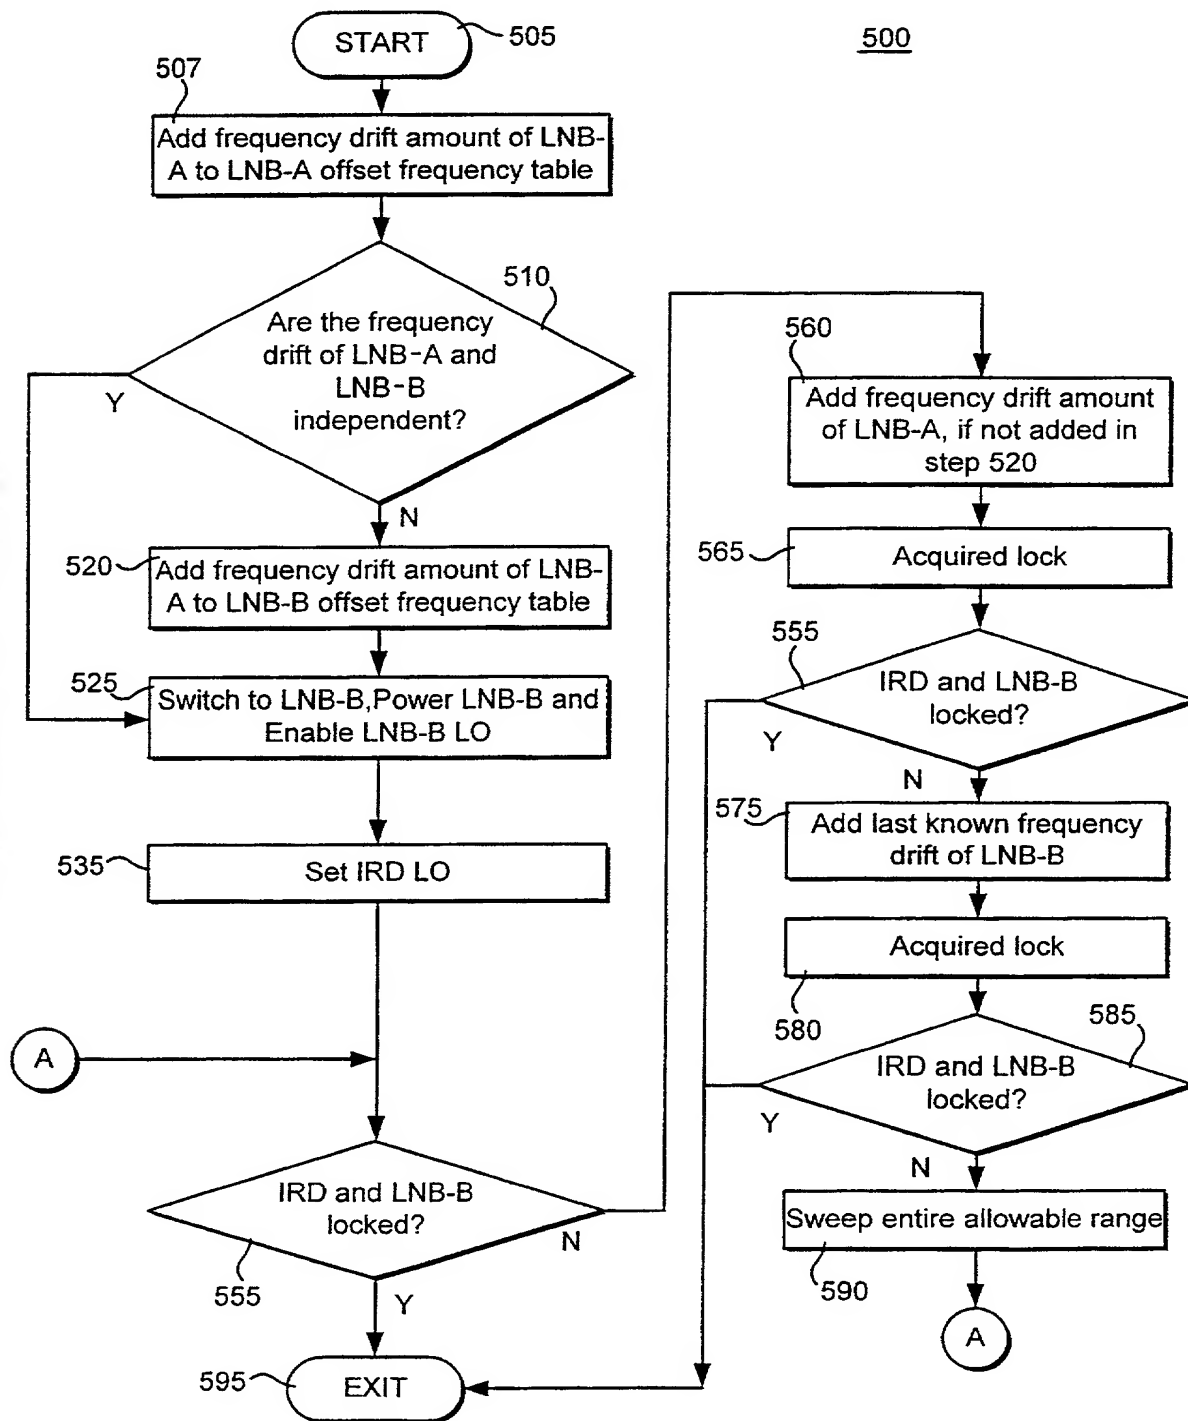 500
START
505
507
Add frequency drift amount of LNB-
A to LNB-A offset frequency table
510
Are the frequency
drift of LNB-A and
LNB-B
independent?
Y
N
520
Add frequency drift amount of LNB-
A to LNB-B offset frequency table
525
Switch to LNB-B,Power LNB-B and
Enable LNB-B LO
535
Set IRD LO
A
IRD and LNB-B
locked?
555
N
Y
595
EXIT
560
Add frequency drift amount
of LNB-A, if not added in
step 520
565
Acquired lock
555
IRD and LNB-B
locked?
Y
N
575
Add last known frequency
drift of LNB-B
Acquired lock
580
585
IRD and LNB-B
locked?
Y
N
Sweep entire allowable range
590
A